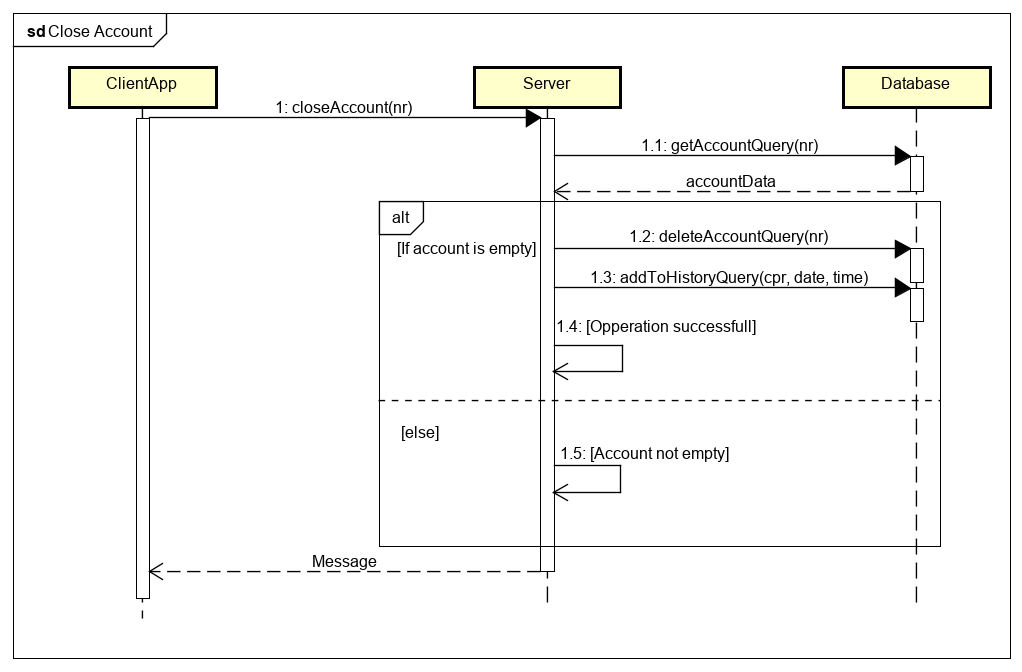 sd Close Account
ClientApp
Server
Database
1: closeAccount(nr)
1.1: getAccountQuery(nr)
accountData
alt
1.2: deleteAccountQuery(nr)
[If account is empty]
1.3: addToHistoryQuery(cpr, date, time)
1.4: [Opperation successfull]
[else]
1.5: [Account not empty]
Message